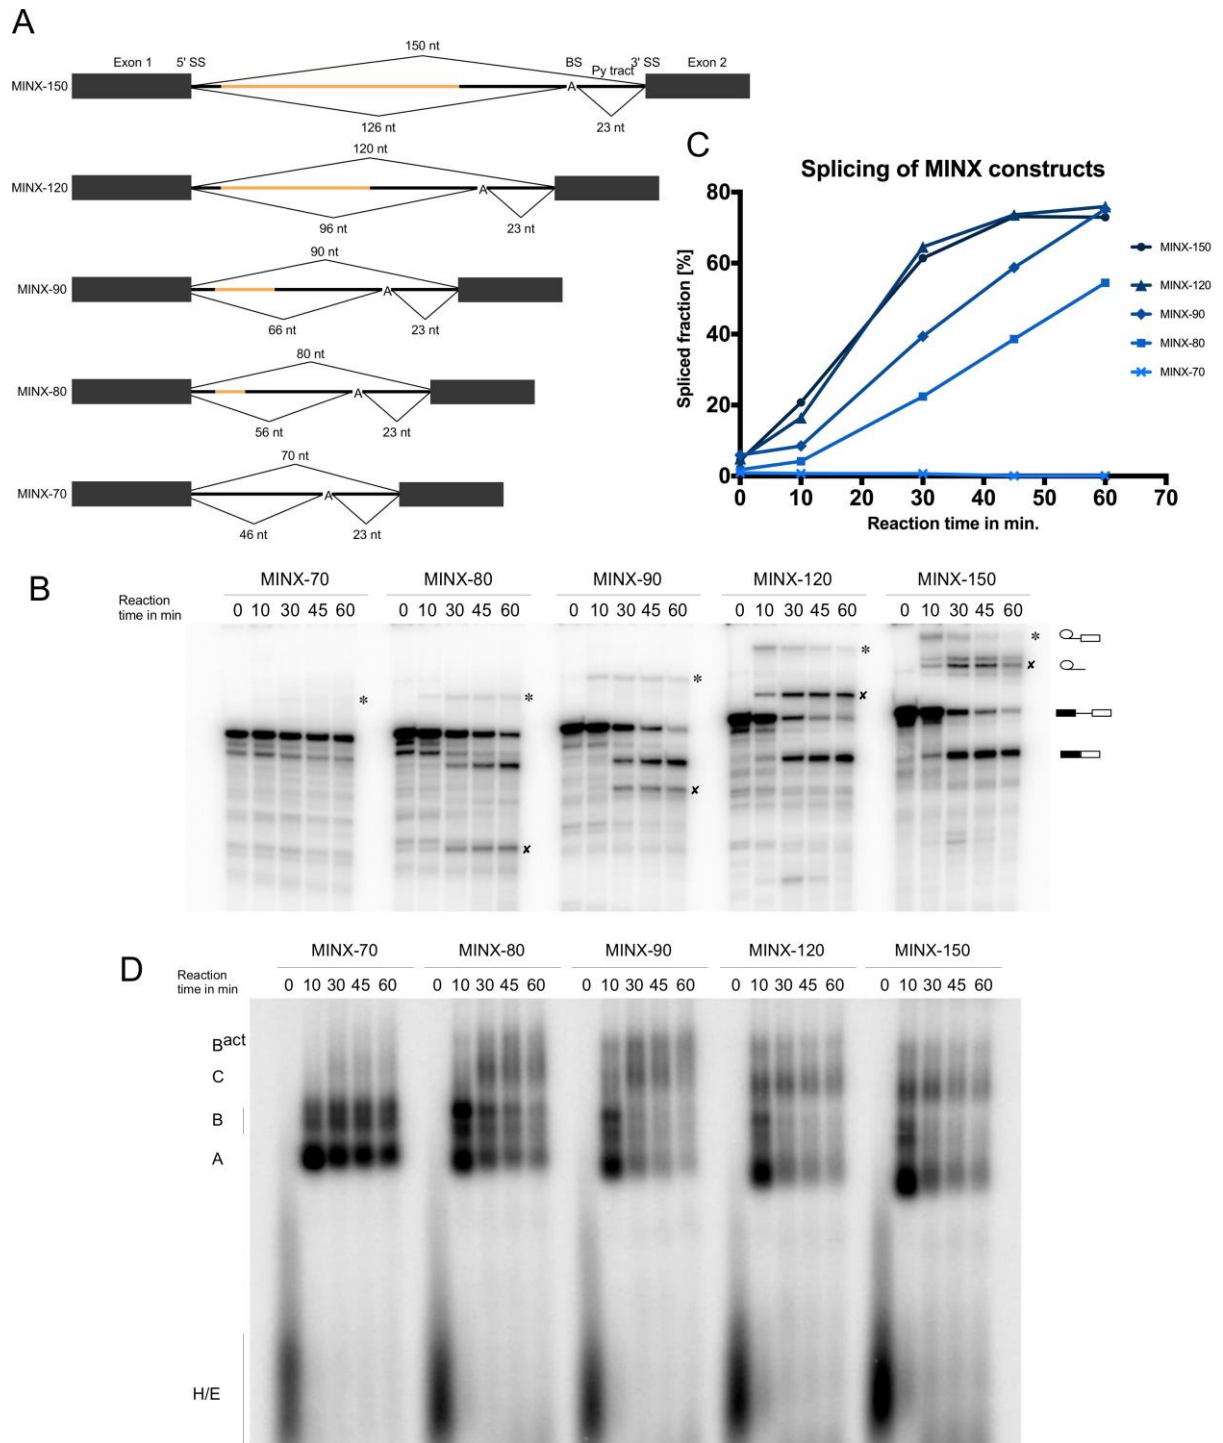 A
150 nt
Exon 1 5' SS BS 3' SS Exon 2
Py tract
MINX-150 A
126 nt 23 nt
120 nt
MINX-120 A
96 nt 23 nt
90 nt
MINX-90 A
66 nt 23 nt
80 nt
MINX-80 A
56 nt 23 nt
70 nt
MINX-70 A
46 nt 23 nt
C
Splicing of MINX constructs
80
60
40
20
0
Spliced fraction [%]
0 10 20 30 40 50 60 70
Reaction time in min.
MINX-150
MINX-120
MINX-90
MINX-80
MINX-70
B
MINX-70 MINX-80 MINX-90 MINX-120 MINX-150
Reaction
time in min
0 10 30 45 60 0 10 30 45 60 0 10 30 45 60 0 10 30 45 60 0 10 30 45 60
* * * * *
✘ ✘ ✘ ✘
D
MINX-70 MINX-80 MINX-90 MINX-120 MINX-150
Reaction
time in min
0 10 30 45 60 0 10 30 45 60 0 10 30 45 60 0 10 30 45 60 0 10 30 45 60
Bact
C
B
A
H/E